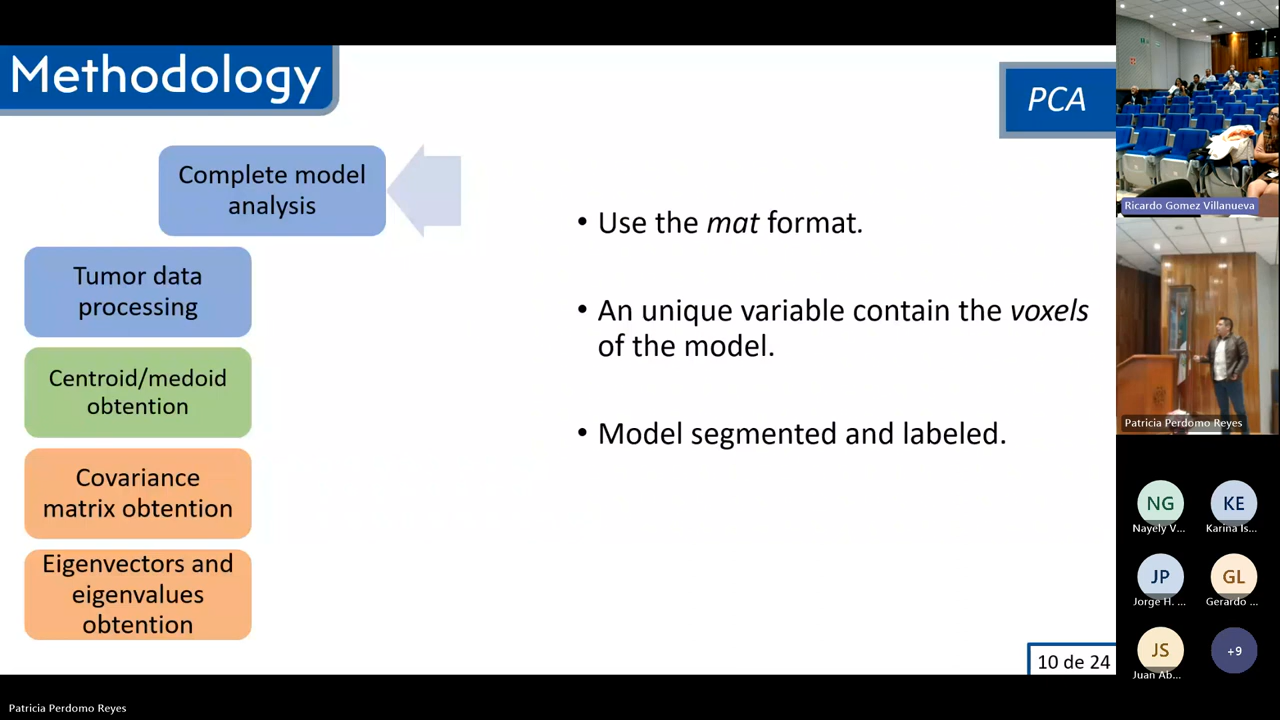 Methodology
PCA
Complete model
analysis
Tumor data
processing
Centroid/medoid
obtention
Covariance
matrix obtention
Eigenvectors and
eigenvalues
obtention
• Use the mat format.
• An unique variable contain the voxels
of the model.
• Model segmented and labeled.
10 de 24
Ricardo Gomez Villanueva
Patricia Perdomo Reyes
NG
Nayely V...
KE
Karina Is...
JP
Jorge H. ...
GL
Gerardo ...
JS
Juan Ab...
+9
Patricia Perdomo Reyes